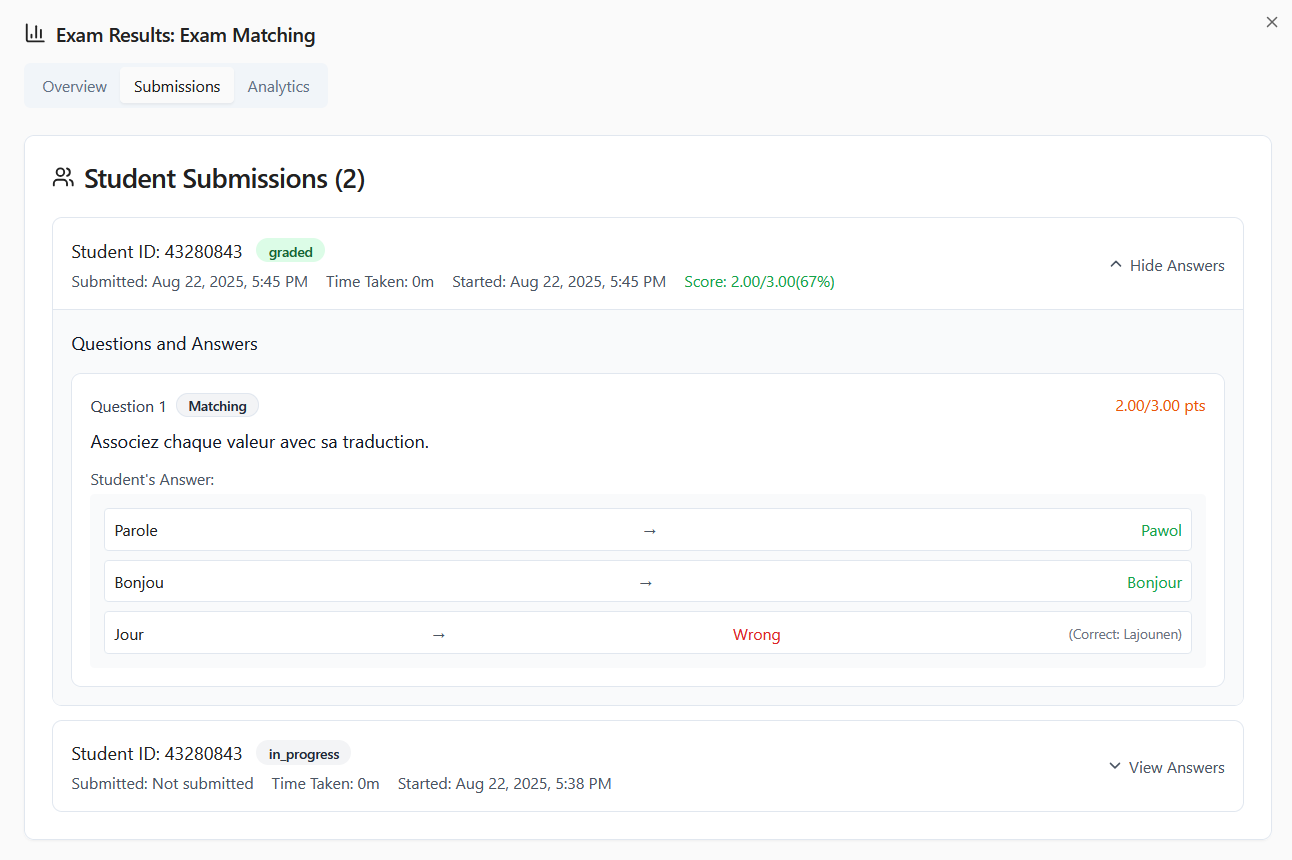 Exam Results: Exam Matching
Overview Submissions Analytics
Student Submissions (2)
Student ID: 43280843 graded
Hide Answers
Submitted: Aug 22, 2025, 5:45 PM Time Taken: 0m Started: Aug 22, 2025, 5:45 PM Score: 2.00/3.00(67%)
Questions and Answers
Question 1 Matching 2.00/3.00 pts
Associez chaque valeur avec sa traduction.
Student's Answer:
Parole → Pawol
Bonjou → Bonjour
Jour → Wrong (Correct: Lajounen)
Student ID: 43280843 in_progress
View Answers
Submitted: Not submitted Time Taken: 0m Started: Aug 22, 2025, 5:38 PM